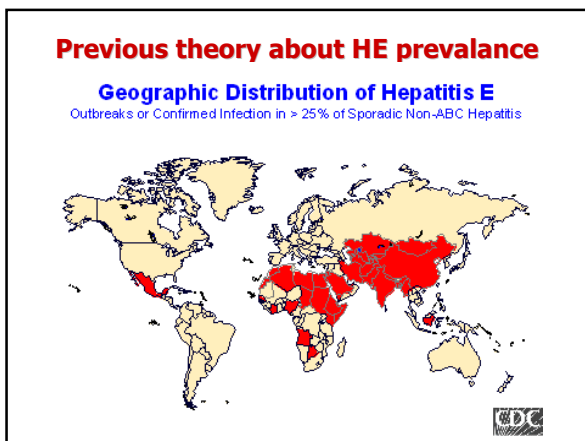 Previous theory about HE prevalance
Geographic Distribution of Hepatitis E
Outbreaks or Confirmed Infection in > 25% of Sporadic Non-ABC Hepatitis
CDC